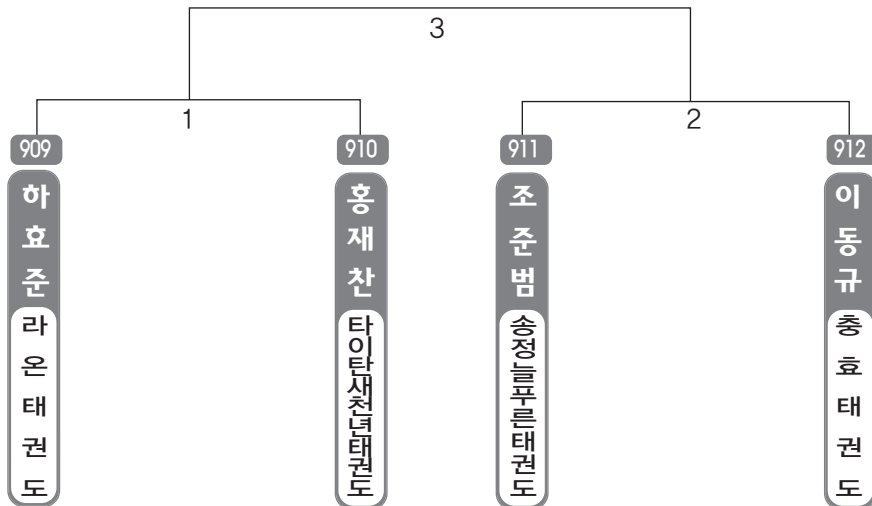 3
1
2
909
910
911
912
하효준
홍재찬
조준범
이동규
라온태권도
타이탄새천년태권도
송정늘푸른태권도
충효태권도